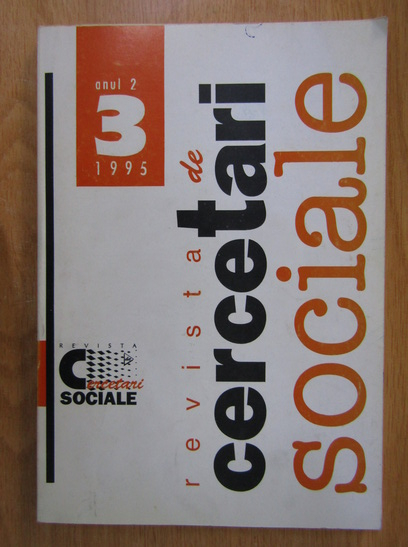 anul 2
3
1995
revista de
cercetari
sociale
REVISTA
Cercetari
SOCIALE